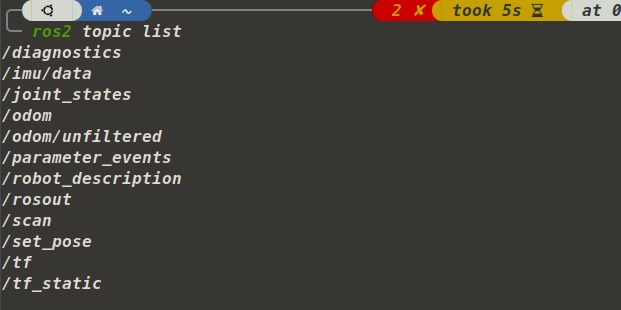 ~ 2 ✘ took 5s ⏳ at 0
ros2 topic list
/diagnostics
/imu/data
/joint_states
/odom
/odom/unfiltered
/parameter_events
/robot_description
/rosout
/scan
/set_pose
/tf
/tf_static